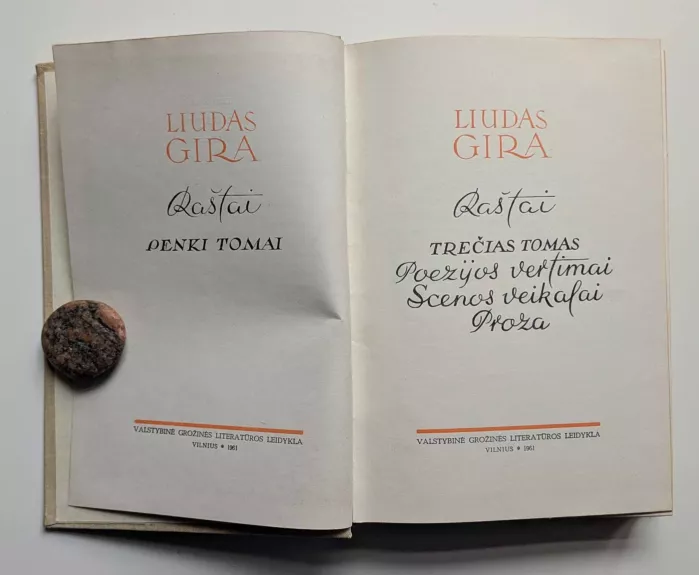 LIUDAS
GIRA
Raštai
PENKI TOMAI
VALSTYBINĖ GROŽINĖS LITERATŪROS LEIDYKLA
VILNIUS * 1961
LIUDAS
GIRA
Raštai
TREČIAS TOMAS
Poezijos vertimai
Scenos veikalai
Proza
VALSTYBINĖ GROŽINĖS LITERATŪROS LEIDYKLA
VILNIUS * 1961